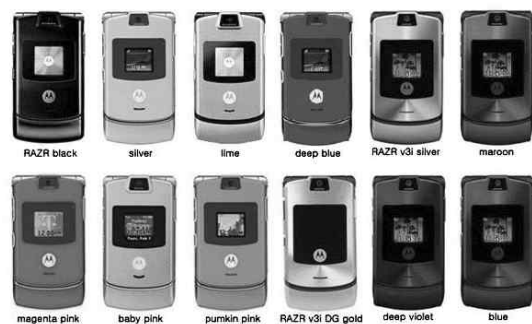 RAZR black
silver
lime
deep blue
RAZR v3i silver
maroon
magenta pink
baby pink
pumkin pink
RAZR v3i DG gold
deep violet
blue